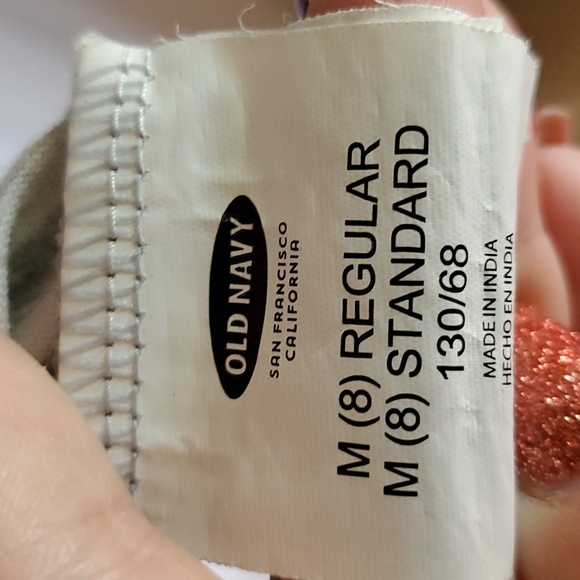 OLD NAVY
SAN FRANCISCO
CALIFORNIA
M (8) REGULAR
M (8) STANDARD
130/68
MADE IN INDIA
HECHO EN INDIA